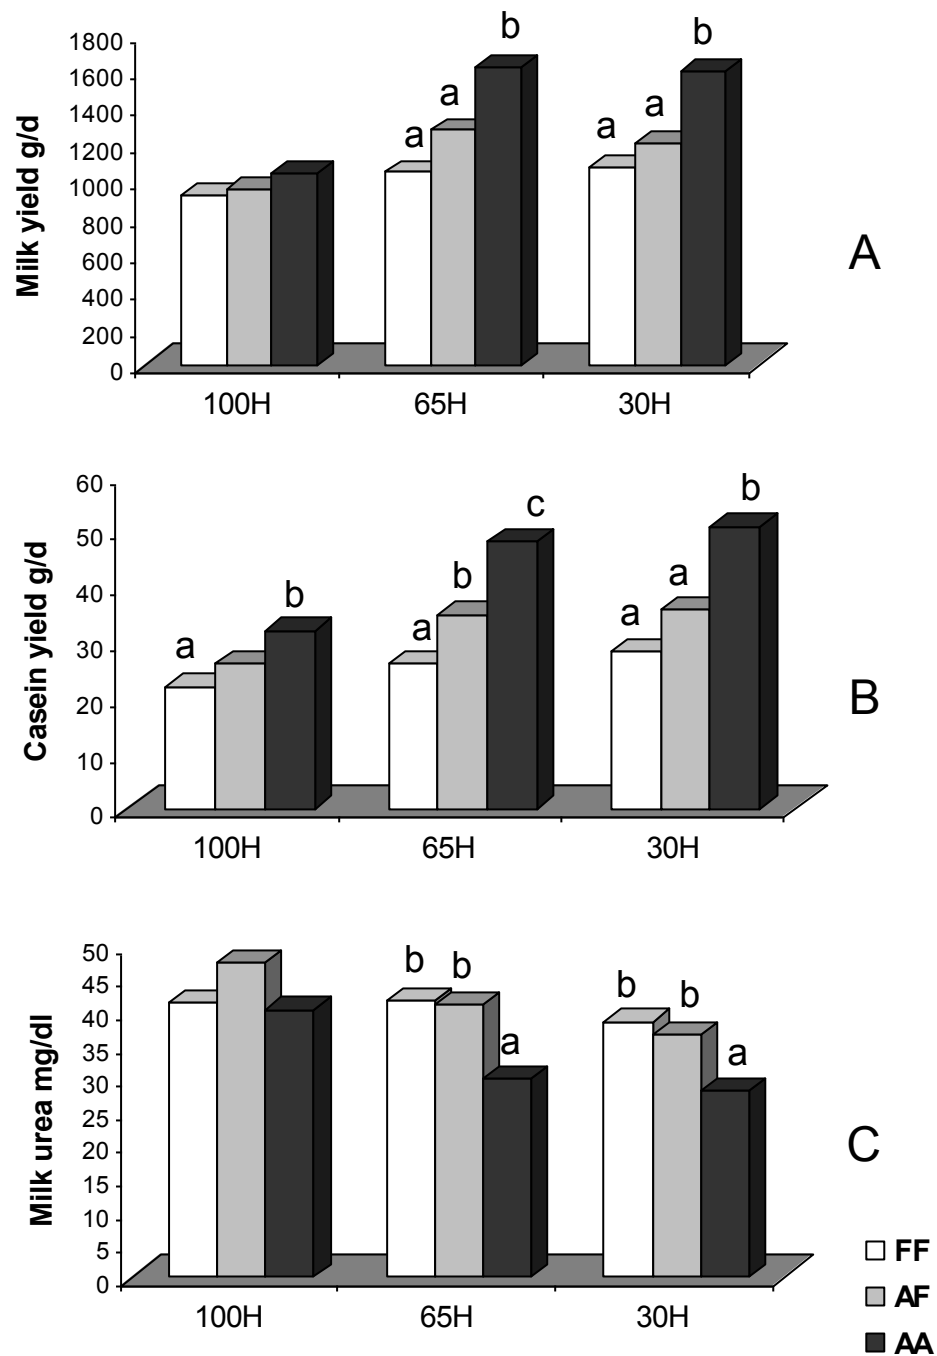 b
b
a
a
a
a
1800
1600
1400
1200
1000
800
600
400
200
0
Milk yield g/d
A
100H 65H 30H
b
c
b
a
b
a
a
a
60
50
40
30
20
10
0
Casein yield g/d
B
100H 65H 30H
b
b
b
b
a
a
50
45
40
35
30
25
20
15
10
5
0
Milk urea mg/dl
C
100H 65H 30H
FF
AF
AA